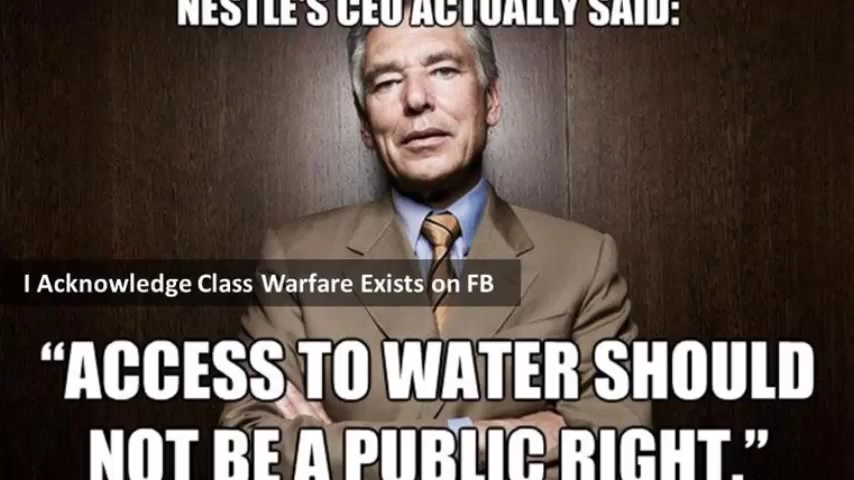 NESTLE'S CEO ACTUALLY SAID:
I Acknowledge Class Warfare Exists on FB
“ACCESS TO WATER SHOULD
NOT BE A PUBLIC RIGHT.”